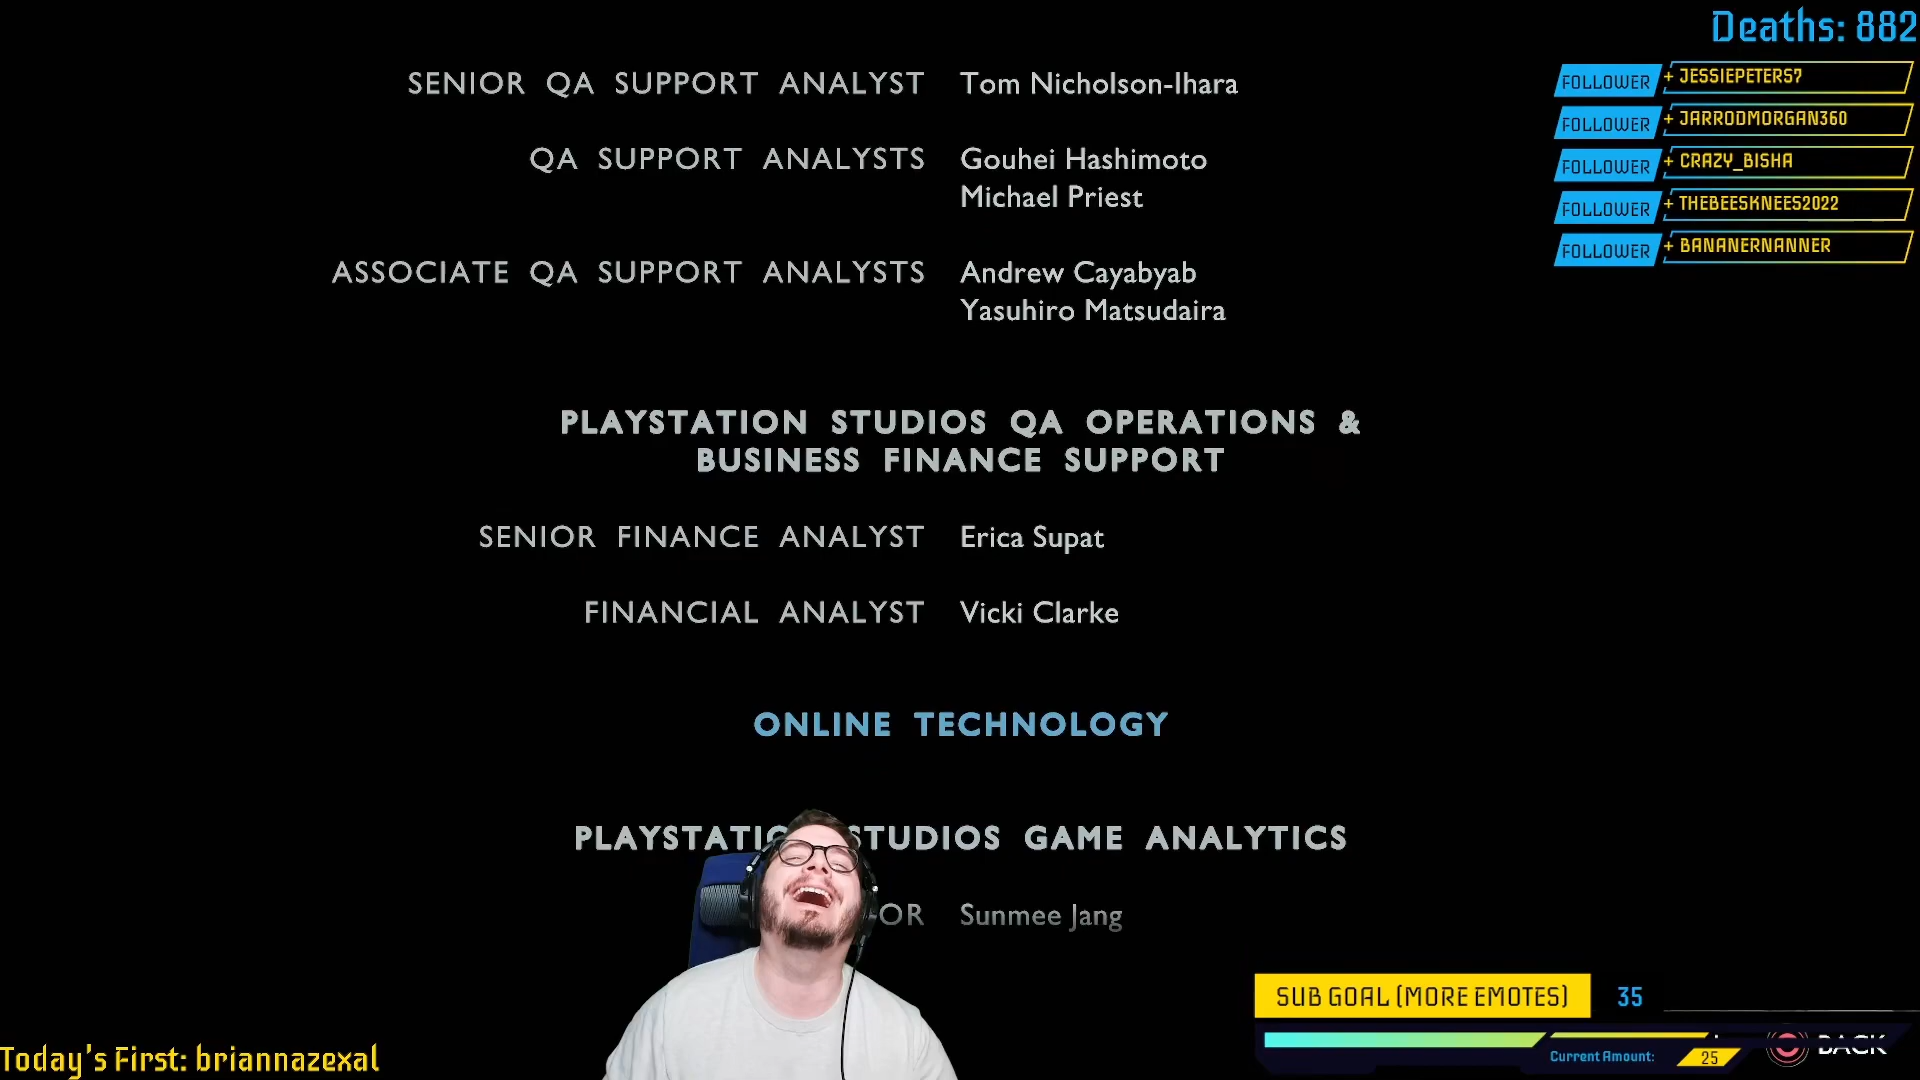 Deaths: 882
SENIOR QA SUPPORT ANALYST Tom Nicholson-Ihara
QA SUPPORT ANALYSTS Gouhei Hashimoto
Michael Priest
ASSOCIATE QA SUPPORT ANALYSTS Andrew Cayabyab
Yasuhiro Matsudaira
FOLLOWER + JESSIEPETERS7
FOLLOWER + JARRODMORGAN360
FOLLOWER + CRAZY_BISHA
FOLLOWER + THEBEESKNEES2022
FOLLOWER + BANANERNANNER
PLAYSTATION STUDIOS QA OPERATIONS &
BUSINESS FINANCE SUPPORT
SENIOR FINANCE ANALYST Erica Supat
FINANCIAL ANALYST Vicki Clarke
ONLINE TECHNOLOGY
STUDIOS GAME ANALYTICS
Sunmee Jang
SUB GOAL (MORE EMOTES) 35
Current Amount: 25
BACK
Today's First: briannazexal